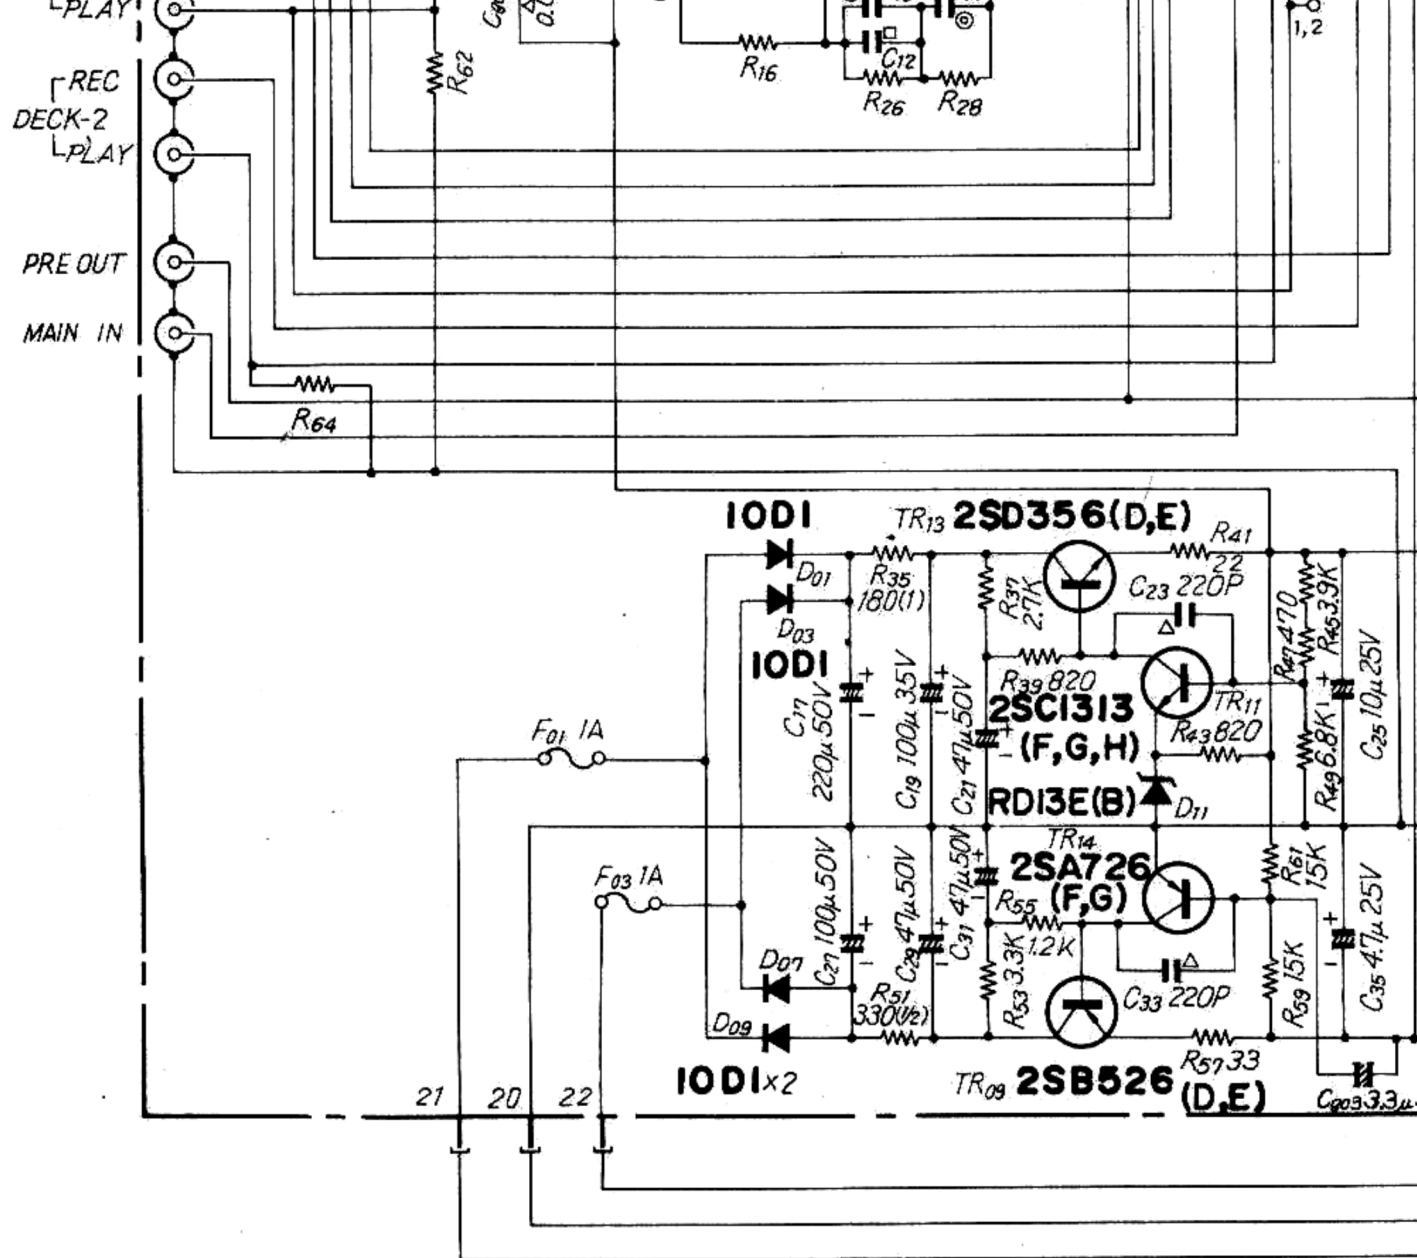 PLAY
R62
R16
C12
R26
R28
1,2
REC
DECK-2
PLAY
PRE OUT
MAIN IN
R64
10D1
TR13 2SD356(D,E)
R41
22
D01
R35
180(1)
R37
2.7K
C23 220P
D03
10D1
R47 470
R45 3.9K
R39 820
2SC1313
(F,G,H)
TR11
R43 820
C17
220μ 50V
C19 100μ 35V
C21 47μ 50V
R49 6.8K
C25 10μ 25V
F01 1A
RD13E(B)
D11
TR14
2SA726
(F,G)
R61
15K
F03 1A
C27 100μ 50V
C29 47μ 50V
C31 47μ 50V
R55
1.2K
D07
R51
330(1/2)
R53 3.3K
C33 220P
R59 15K
C35 4.7μ 25V
D09
10D1×2
R57 33
TR09 2SB526
(D,E)
C903 3.3μ
21
20
22